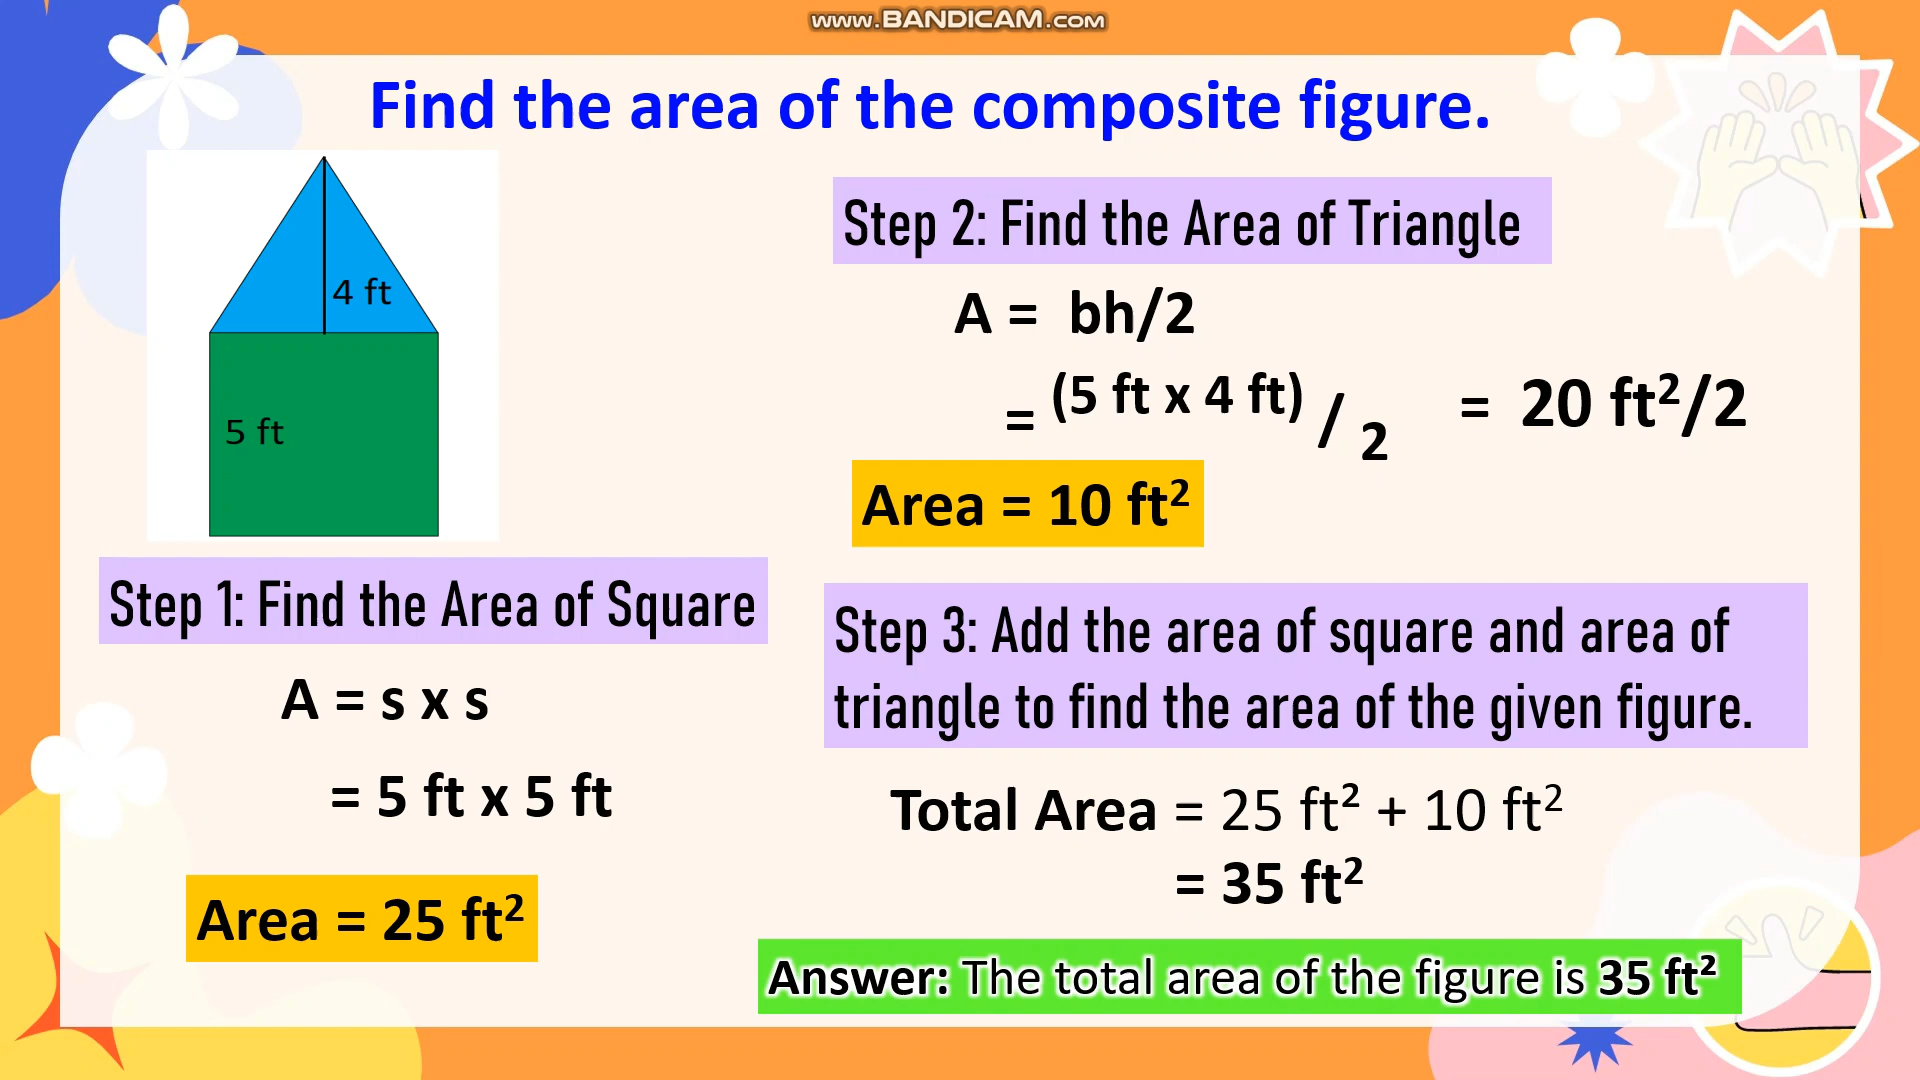 www.BANDICAM.com
Find the area of the composite figure.
4 ft
5 ft
Step 1: Find the Area of Square
A = s x s
= 5 ft x 5 ft
Area = 25 ft²
Step 2: Find the Area of Triangle
A = bh/2
= (5 ft x 4 ft) / 2 = 20 ft²/2
Area = 10 ft²
Step 3: Add the area of square and area of
triangle to find the area of the given figure.
Total Area = 25 ft² + 10 ft²
= 35 ft²
Answer: The total area of the figure is 35 ft²